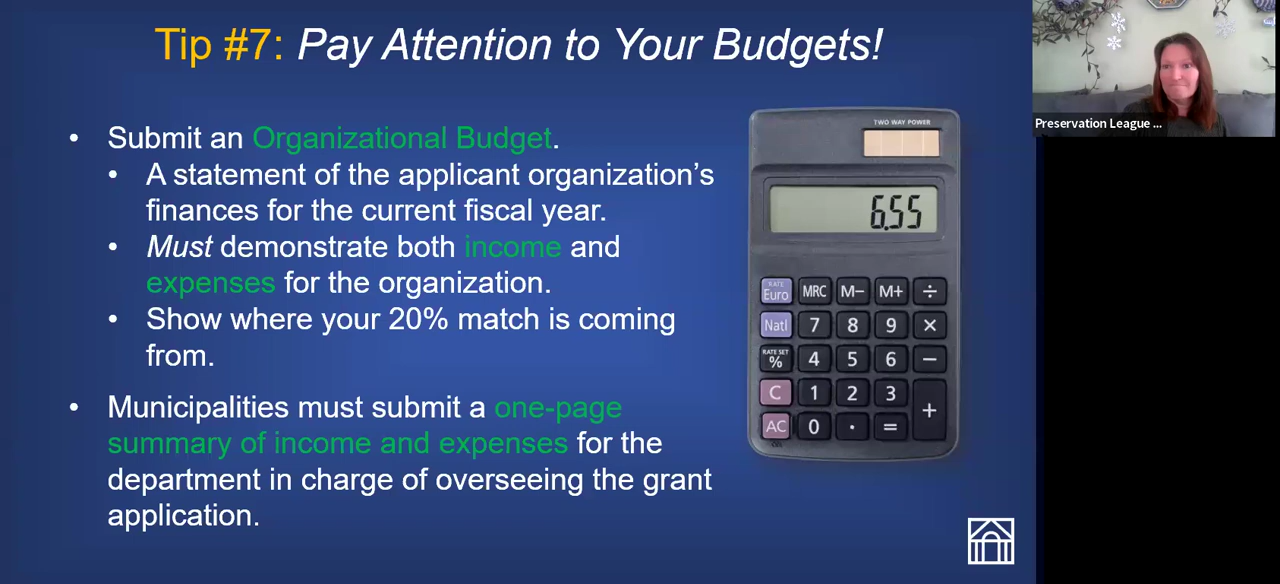 Tip #7: Pay Attention to Your Budgets!
• Submit an Organizational Budget.
• A statement of the applicant organization's
finances for the current fiscal year.
• Must demonstrate both income and
expenses for the organization.
• Show where your 20% match is coming
from.
• Municipalities must submit a one-page
summary of income and expenses for the
department in charge of overseeing the grant
application.
TWO WAY POWER
6.55
RATE Euro MRC M− M+ ÷
Natl 7 8 9 ×
RATE SET % 4 5 6 −
C 1 2 3 +
AC 0 · =
Preservation League ...